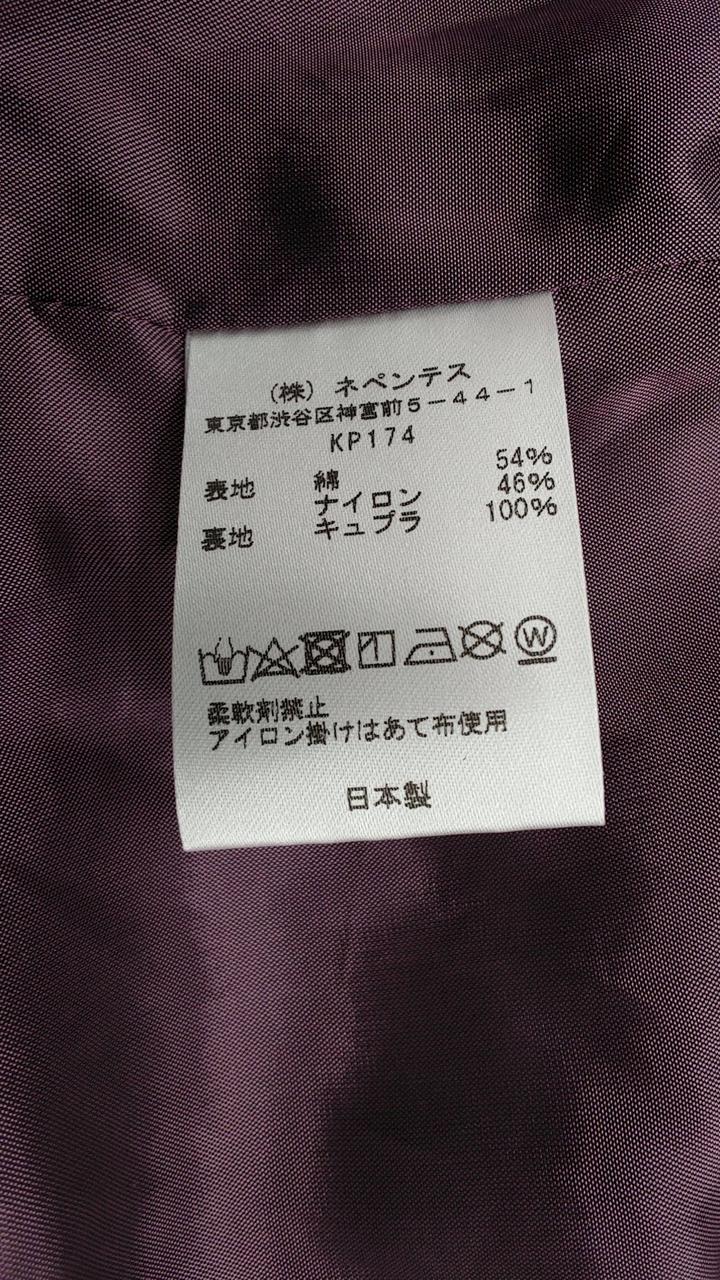 （株）ネペンテス
東京都渋谷区神宮前５－４４－１
KP174
表地 綿 54%
ナイロン 46%
裏地 キュプラ 100%
W
柔軟剤禁止
アイロン掛けはあて布使用
日本製